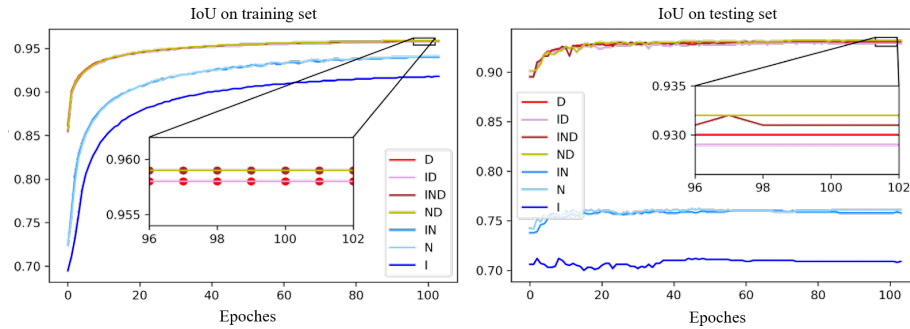 IoU on training set
0.95
0.90
0.85
0.80
0.75
0.70
0 20 40 60 80 100
Epoches
0.960
0.955
96 98 100 102
D
ID
IND
ND
IN
N
I
IoU on testing set
0.90
0.85
0.80
0.75
0.70
0 20 40 60 80 100
Epoches
D
ID
IND
ND
IN
N
I
0.935
0.930
96 98 100 102